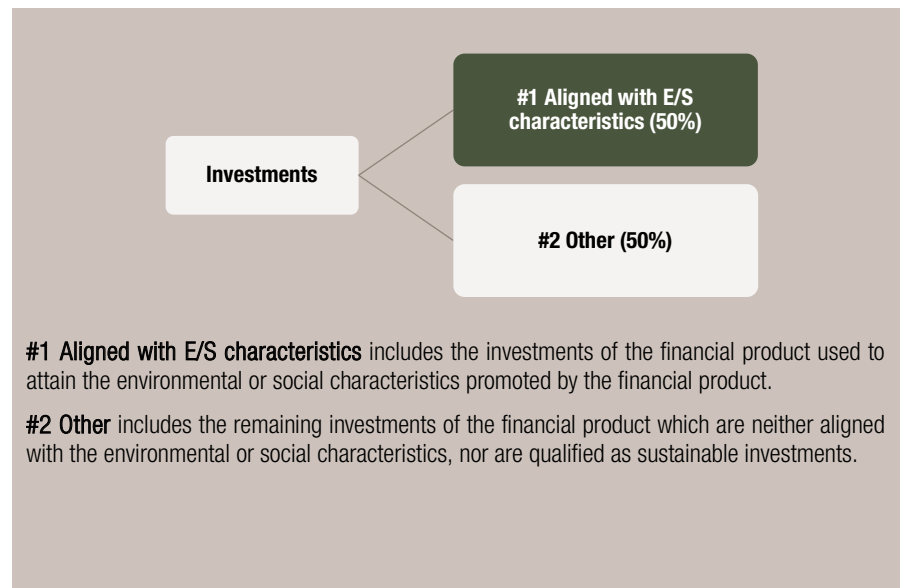 #1 Aligned with E/S
characteristics (50%)
Investments
#2 Other (50%)
#1 Aligned with E/S characteristics includes the investments of the financial product used to
attain the environmental or social characteristics promoted by the financial product.
#2 Other includes the remaining investments of the financial product which are neither aligned
with the environmental or social characteristics, nor are qualified as sustainable investments.